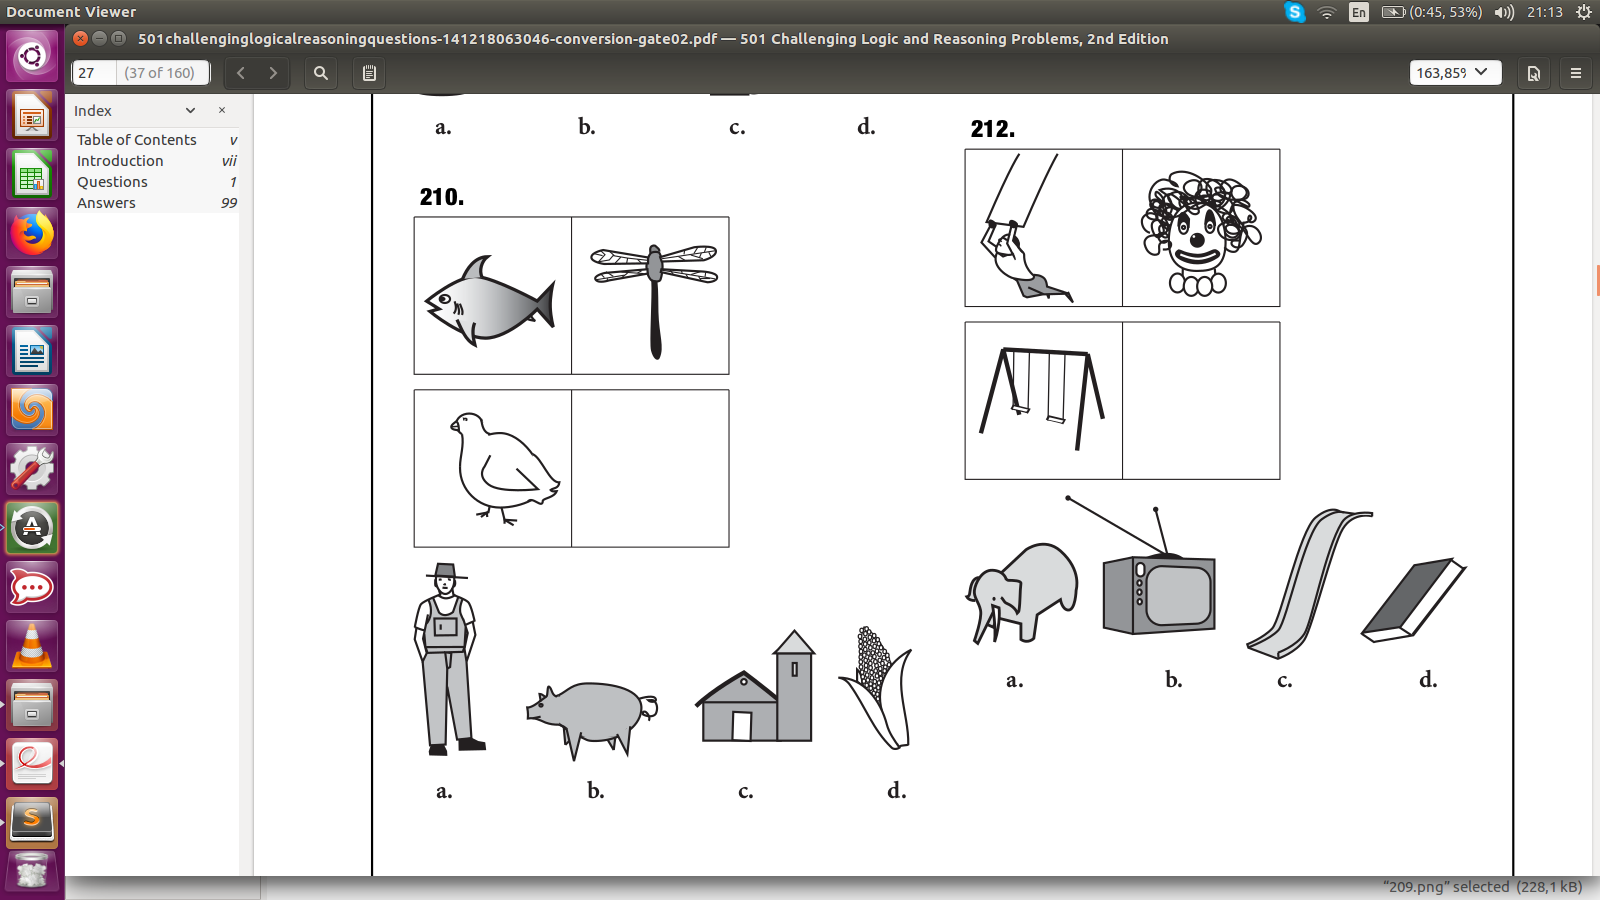 Document Viewer
En
(0:45, 53%)
21:13
501challenginglogicalreasoningquestions-141218063046-conversion-gate02.pdf — 501 Challenging Logic and Reasoning Problems, 2nd Edition
27 (37 of 160)
163,85%
Index
Table of Contents v
Introduction vii
Questions 1
Answers 99
a. b. c. d.
210.
a. b. c. d.
212.
a. b. c. d.
"209.png" selected (228,1 kB)